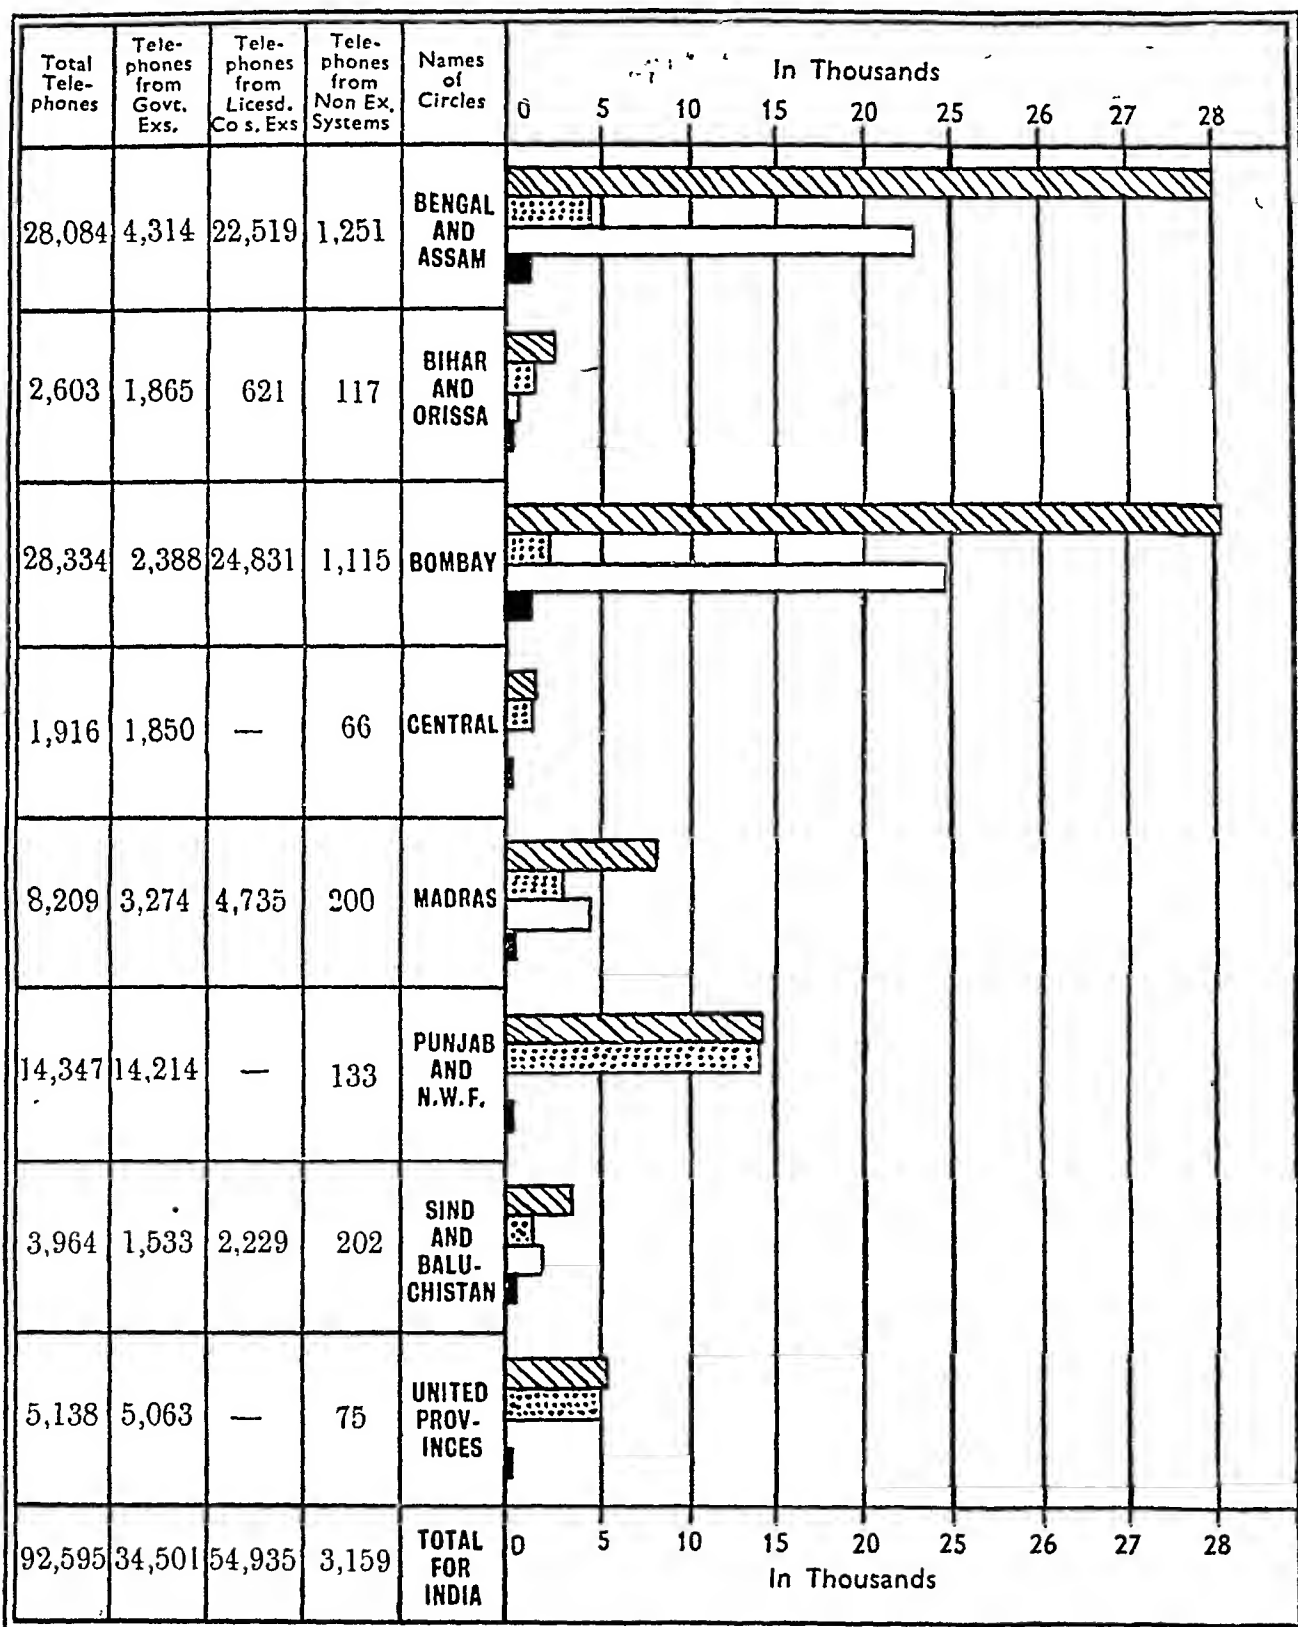 Total Tele- phones
Tele- phones from Govt. Exs.
Tele- phones from Licesd. Co s. Exs
Tele- phones from Non Ex. Systems
Names of Circles
In Thousands
0 5 10 15 20 25 26 27 28
28,084 4,314 22,519 1,251 BENGAL AND ASSAM
2,603 1,865 621 117 BIHAR AND ORISSA
28,334 2,388 24,831 1,115 BOMBAY
1,916 1,850 — 66 CENTRAL
8,209 3,274 4,735 200 MADRAS
14,347 14,214 — 133 PUNJAB AND N.W.F.
3,964 1,533 2,229 202 SIND AND BALU- CHISTAN
5,138 5,063 — 75 UNITED PROV- INCES
92,595 34,501 54,935 3,159 TOTAL FOR INDIA
0 5 10 15 20 25 26 27 28
In Thousands